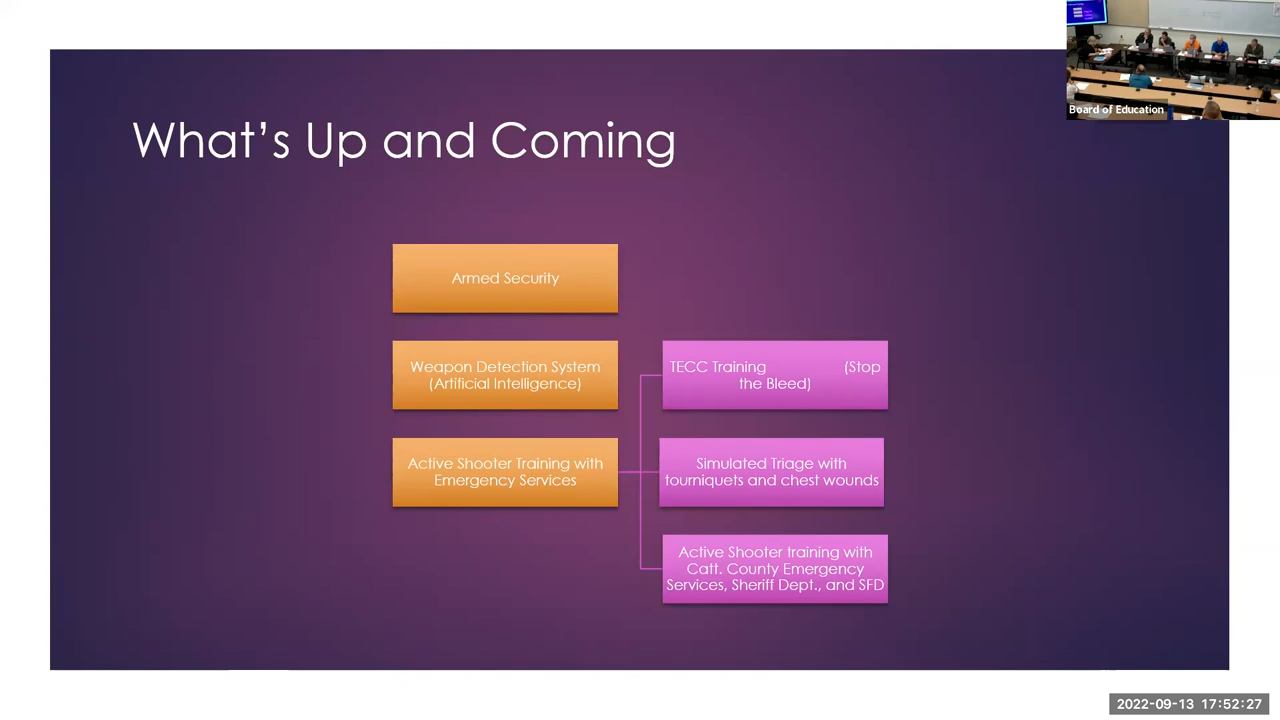 What's Up and Coming
Armed Security
Weapon Detection System
(Artificial Intelligence)
Active Shooter Training with
Emergency Services
TECC Training (Stop
the Bleed)
Simulated Triage with
tourniquets and chest wounds
Active Shooter training with
Catt. County Emergency
Services, Sheriff Dept., and SFD
Board of Education
2022-09-13 17:52:27